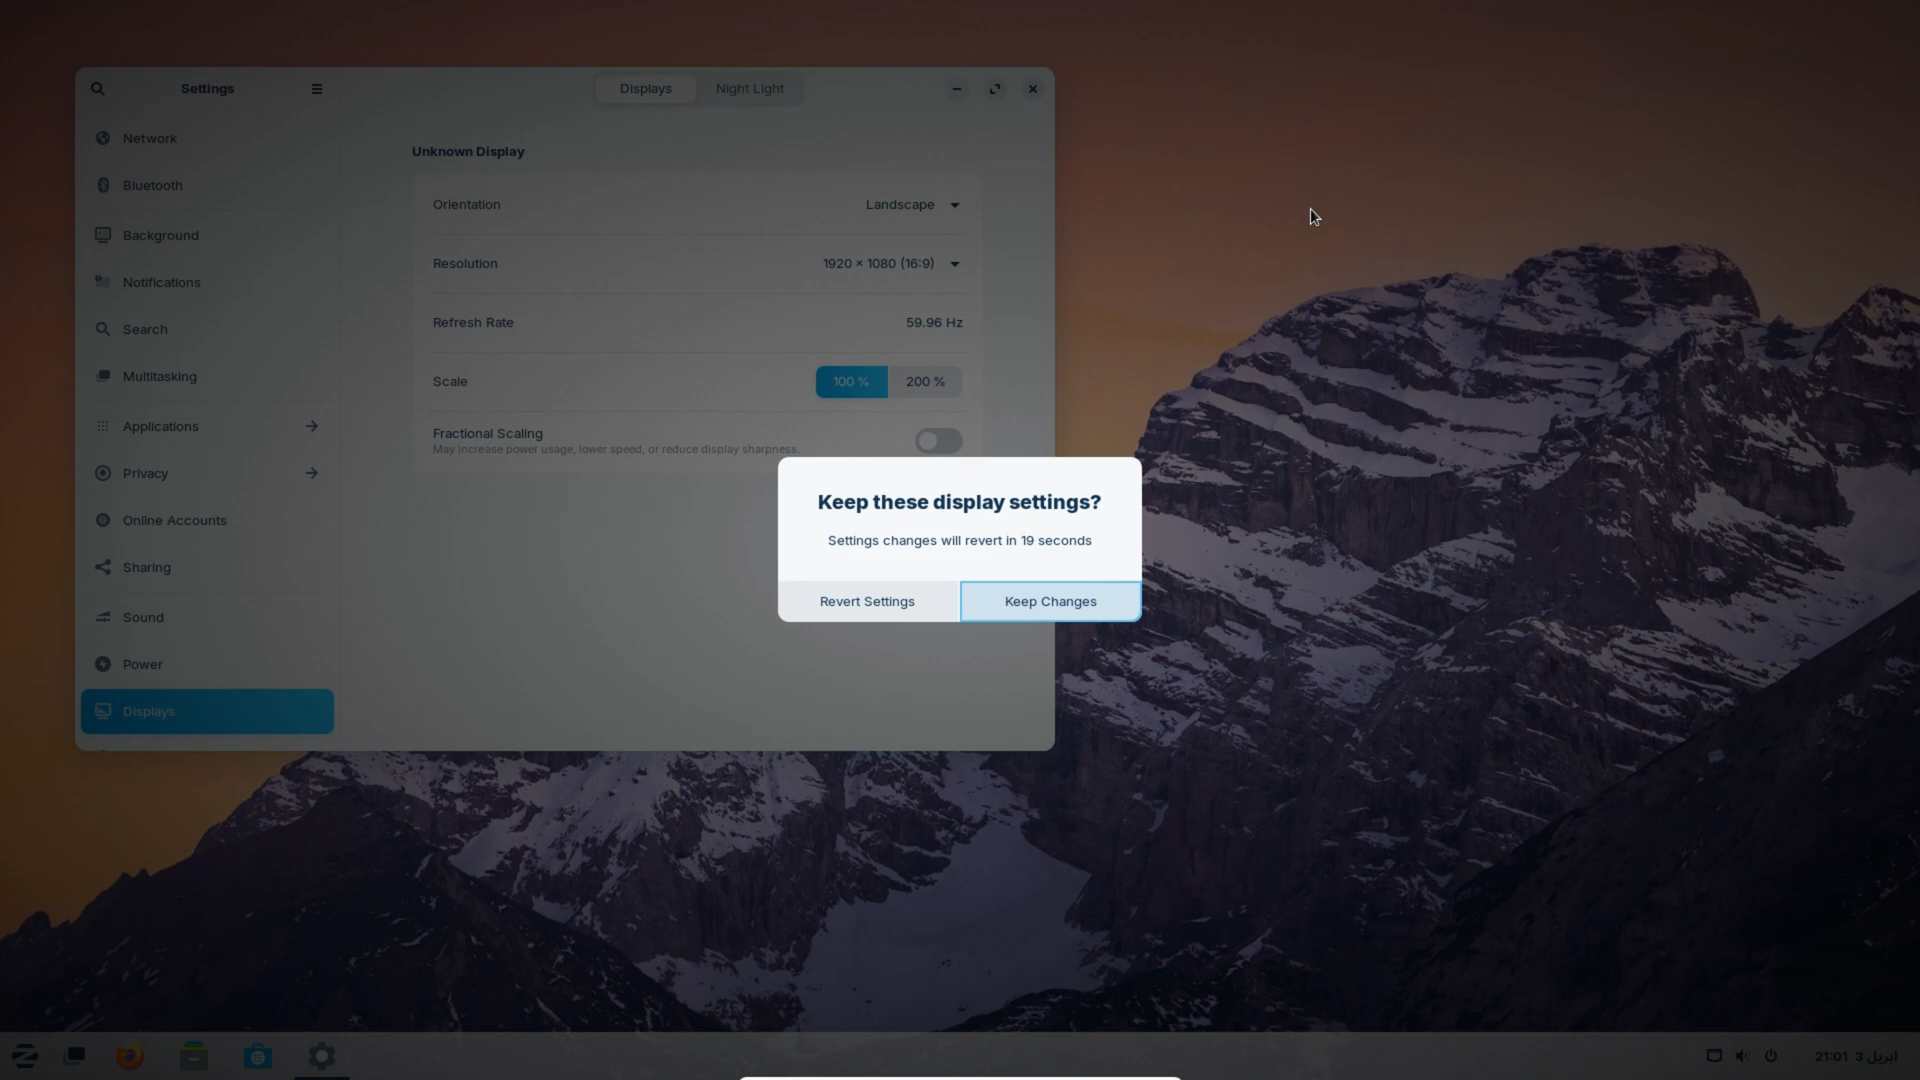 Settings
Displays
Night Light
Network
Bluetooth
Background
Notifications
Search
Multitasking
Applications
Privacy
Online Accounts
Sharing
Sound
Power
Displays
Unknown Display
Orientation
Landscape
Resolution
1920 × 1080 (16:9)
Refresh Rate
59.96 Hz
Scale
100 %
200 %
Fractional Scaling
May increase power usage, lower speed, or reduce display sharpness.
Keep these display settings?
Settings changes will revert in 19 seconds
Revert Settings
Keep Changes
21:01 3 ابريل